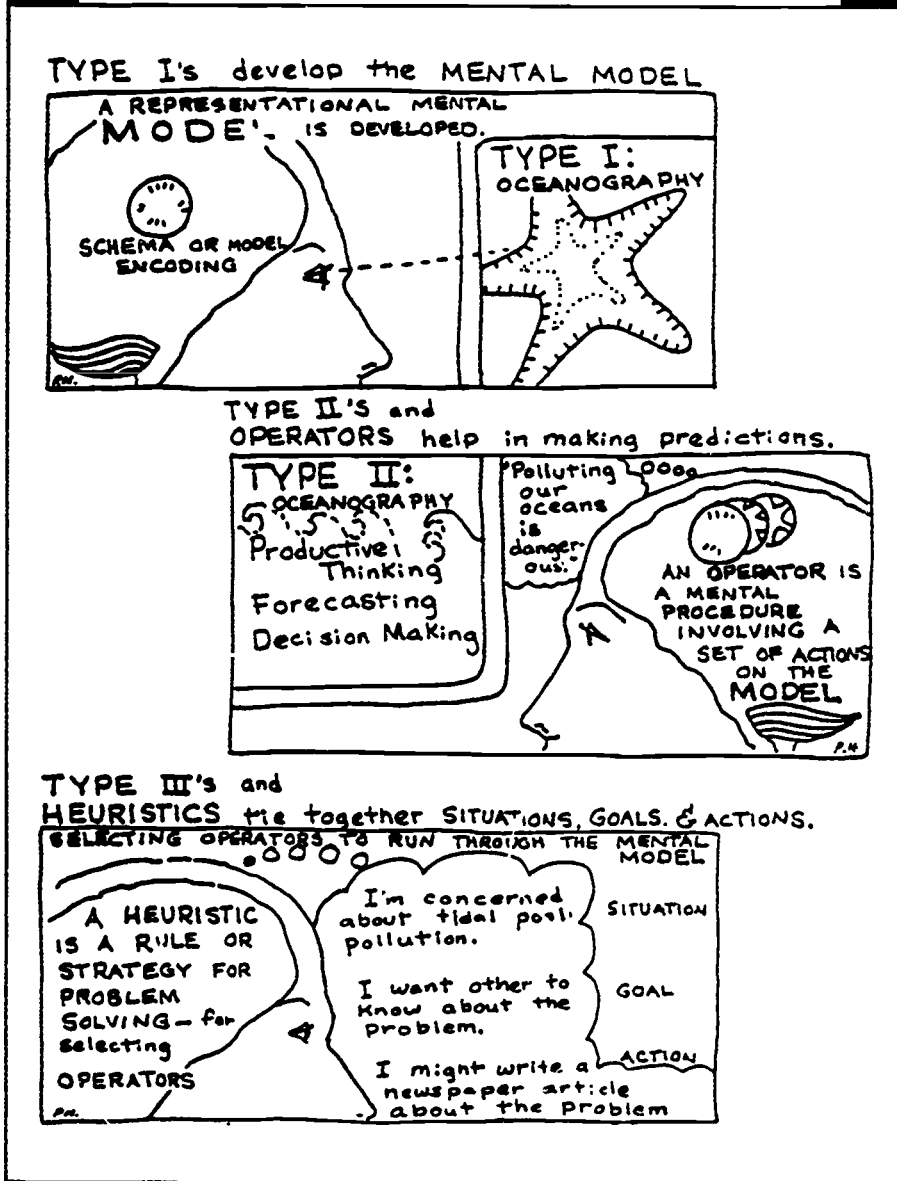 TYPE I's develop the MENTAL MODEL
A REPRESENTATIONAL MENTAL
MODEL IS DEVELOPED.
SCHEMA OR MODEL
ENCODING
TYPE I:
OCEANOGRAPHY
TYPE II'S and
OPERATORS help in making predictions.
TYPE II:
OCEANOGRAPHY
Productive
Thinking
Forecasting
Decision Making
"Polluting
our
oceans
is
danger-
ous."
AN OPERATOR IS
A MENTAL
PROCEDURE
INVOLVING A
SET OF ACTIONS
ON THE
MODEL
P.H
TYPE III's and
HEURISTICS tie together SITUATIONS, GOALS. & ACTIONS.
SELECTING OPERATORS TO RUN THROUGH THE MENTAL
MODEL
A HEURISTIC
IS A RULE OR
STRATEGY FOR
PROBLEM
SOLVING - for
selecting
OPERATORS
I'm concerned
about tidal pool
pollution.
I want other to
know about the
problem.
I might write a
newspaper article
about the problem
SITUATION
GOAL
ACTION